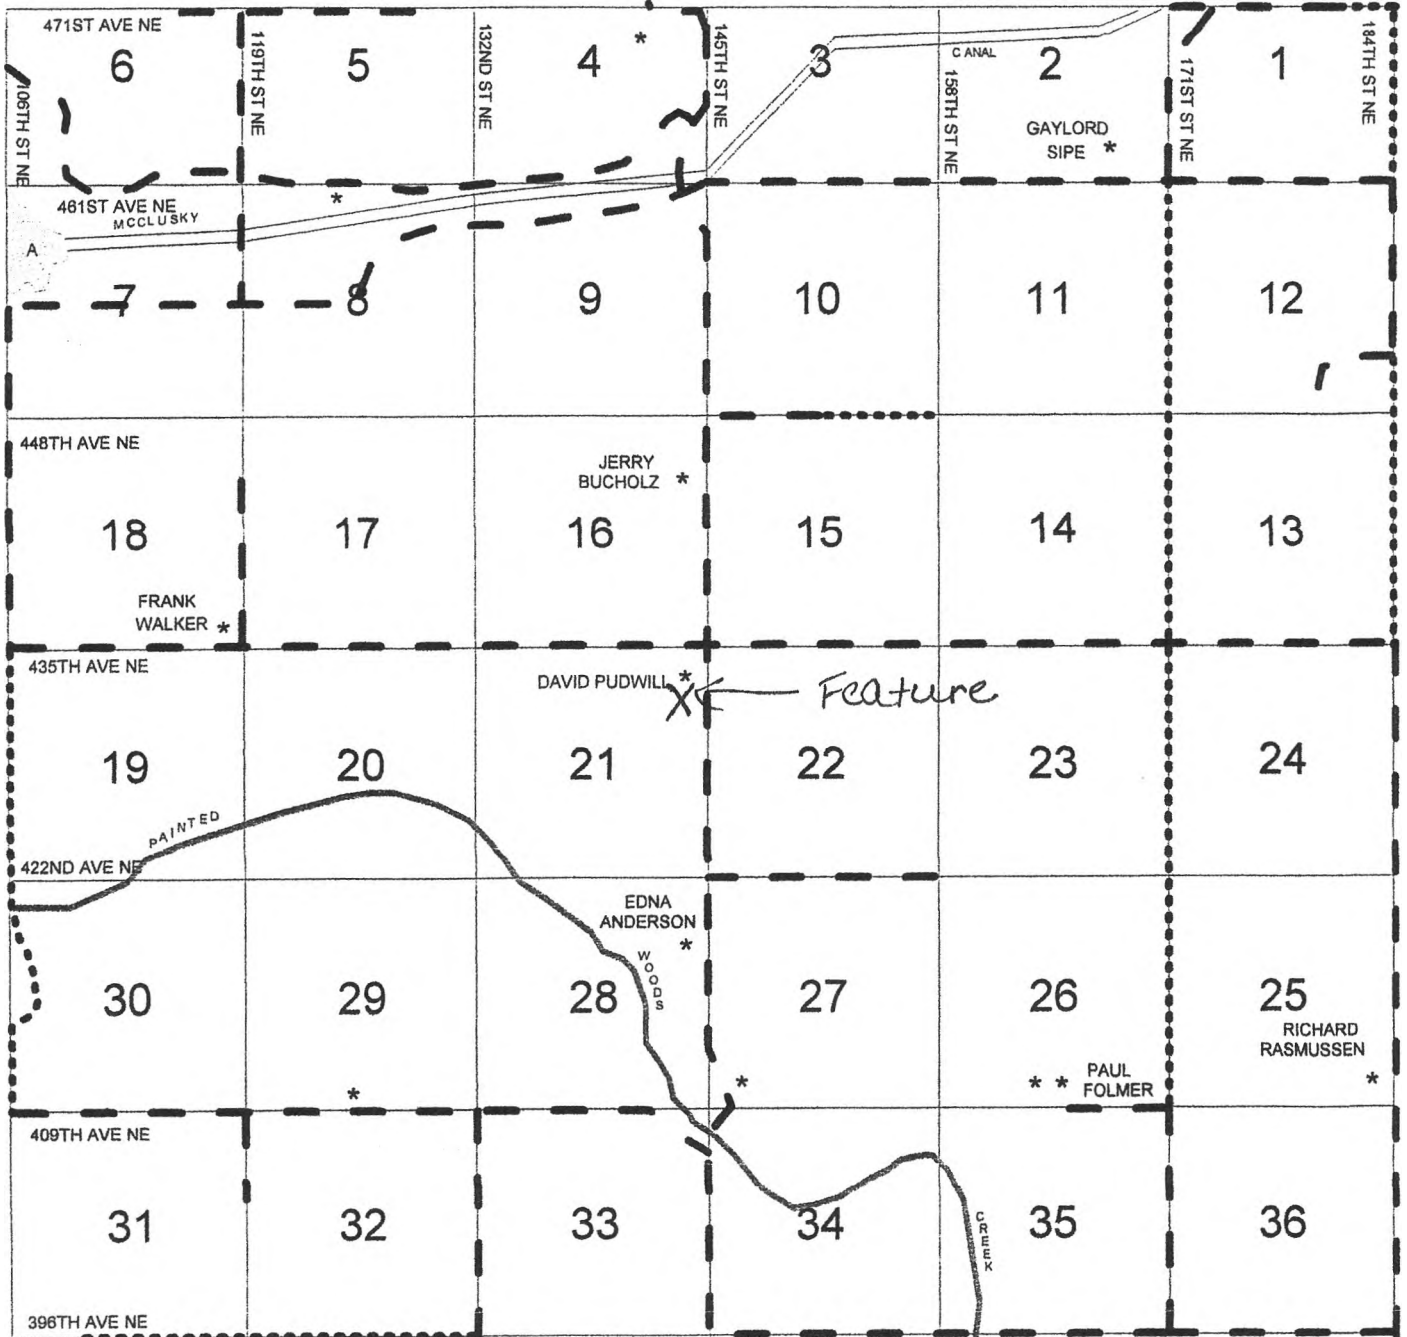 471ST AVE NE
6
119TH ST NE
5
132ND ST NE
4
*
145TH ST NE
3
CANAL
158TH ST NE
2
171ST ST NE
1
184TH ST NE
106TH ST NE
GAYLORD
SIPE *
461ST AVE NE
MCCLUSKY
*
A
7
8
9
10
11
12
448TH AVE NE
JERRY
BUCHOLZ *
18
17
16
15
14
13
FRANK
WALKER *
435TH AVE NE
DAVID PUDWILL *
X ← Feature
19
20
21
22
23
24
PAINTED
422ND AVE NE
EDNA
ANDERSON
*
WOODS
30
29
28
27
26
25
RICHARD
RASMUSSEN
*
*
*
* * PAUL
FOLMER
409TH AVE NE
31
32
33
34
CREEK
35
36
396TH AVE NE